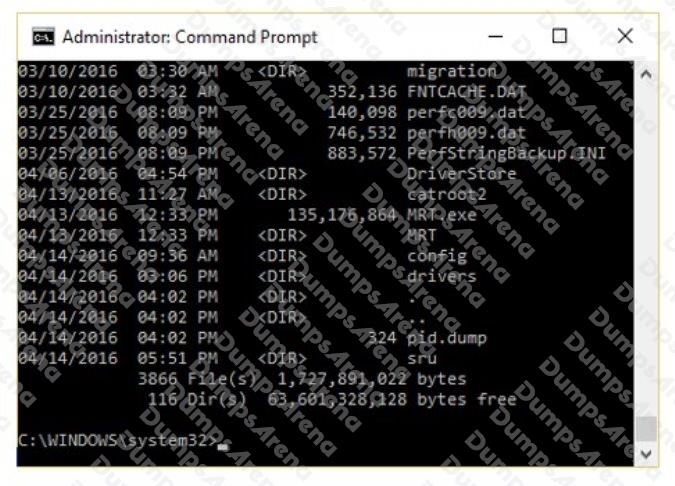 Administrator: Command Prompt
03/10/2016 03:30 AM <DIR> migration
03/10/2016 03:32 AM 352,136 FNTCACHE.DAT
03/25/2016 08:09 PM 140,098 perfc009.dat
03/25/2016 08:09 PM 746,532 perfh009.dat
03/25/2016 08:09 PM 883,572 PerfStringBackup.INI
04/06/2016 04:54 PM <DIR> DriverStore
04/13/2016 11:27 AM <DIR> catroot2
04/13/2016 12:33 PM 135,176,864 MRT.exe
04/13/2016 12:33 PM <DIR> MRT
04/14/2016 09:36 AM <DIR> config
04/14/2016 03:06 PM <DIR> drivers
04/14/2016 04:02 PM <DIR> .
04/14/2016 04:02 PM <DIR> ..
04/14/2016 04:02 PM 324 pid.dump
04/14/2016 05:51 PM <DIR> sru
3866 File(s) 1,727,891,022 bytes
116 Dir(s) 63,601,328,128 bytes free
C:\WINDOWS\system32>_
DumpsArena